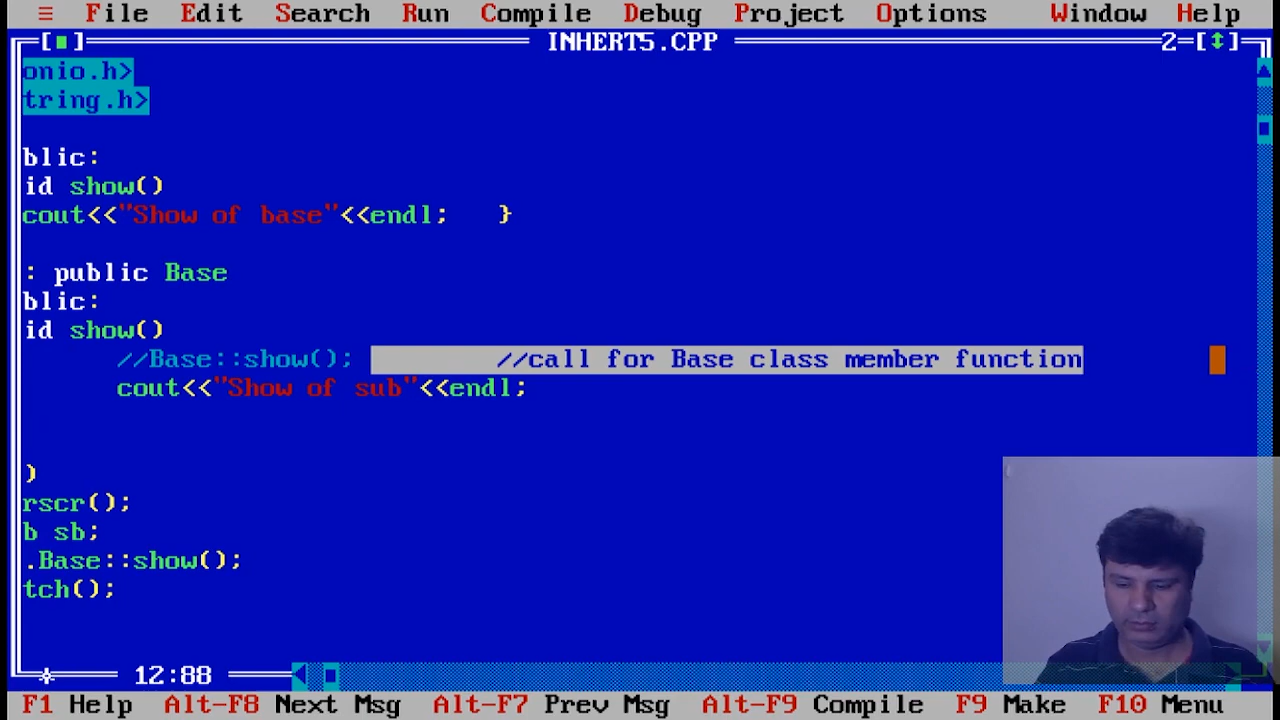 ≡ File Edit Search Run Compile Debug Project Options Window Help
[■] INHERT5.CPP 2=[↕]
onio.h>
tring.h>
blic:
id show()
cout<<"Show of base"<<endl; }
: public Base
blic:
id show()
//Base::show(); //call for Base class member function
cout<<"Show of sub"<<endl;
)
rscr();
b sb;
.Base::show();
tch();
12:88
F1 Help Alt-F8 Next Msg Alt-F7 Prev Msg Alt-F9 Compile F9 Make F10 Menu